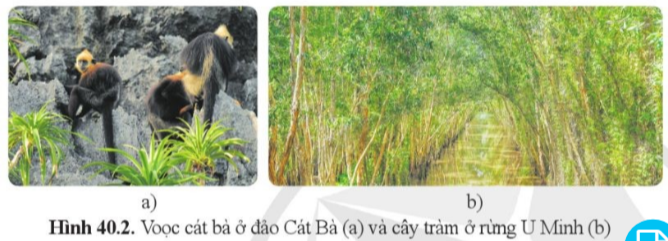 a)
b)
Hình 40.2. Voọc cát bà ở đảo Cát Bà (a) và cây tràm ở rừng U Minh (b)